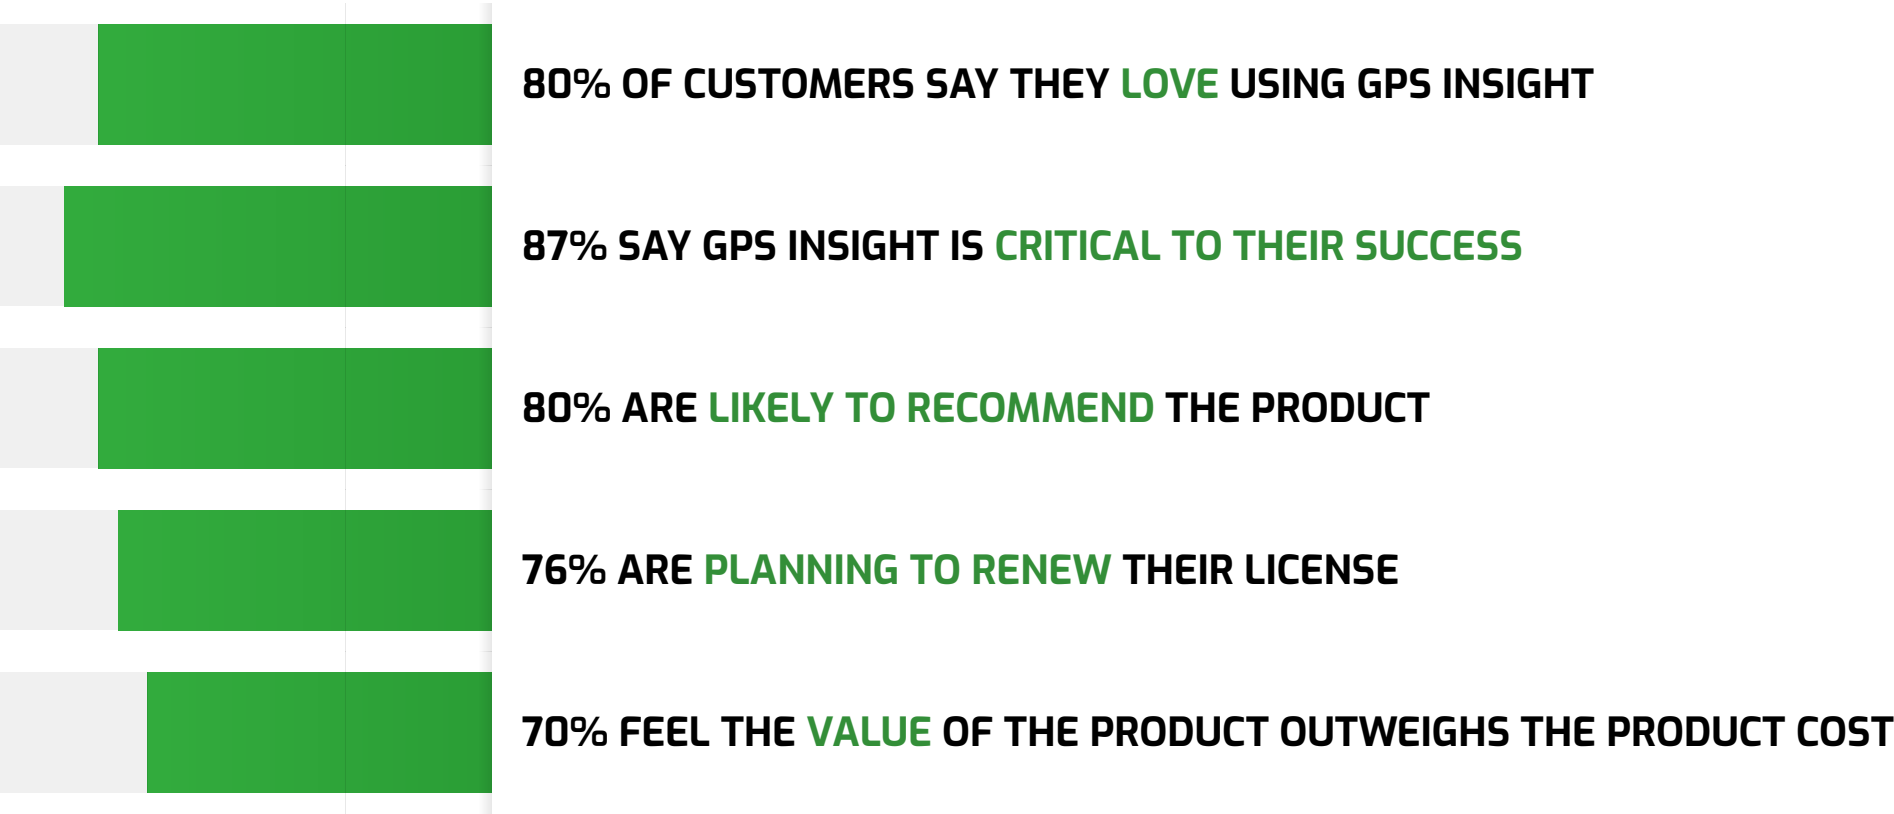 80% OF CUSTOMERS SAY THEY LOVE USING GPS INSIGHT
87% SAY GPS INSIGHT IS CRITICAL TO THEIR SUCCESS
80% ARE LIKELY TO RECOMMEND THE PRODUCT
76% ARE PLANNING TO RENEW THEIR LICENSE
70% FEEL THE VALUE OF THE PRODUCT OUTWEIGHS THE PRODUCT COST